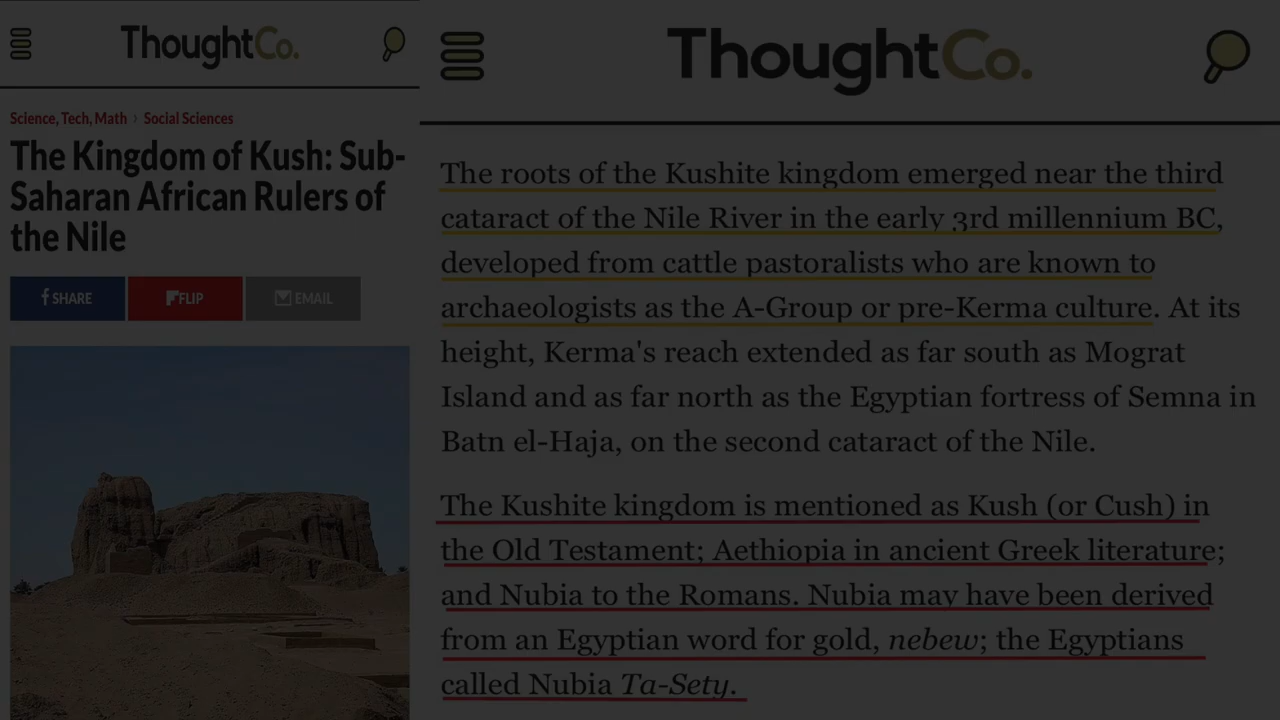 ThoughtCo.
Science, Tech, Math › Social Sciences
The Kingdom of Kush: Sub-
Saharan African Rulers of
the Nile
SHARE
FLIP
EMAIL
ThoughtCo.
The roots of the Kushite kingdom emerged near the third
cataract of the Nile River in the early 3rd millennium BC,
developed from cattle pastoralists who are known to
archaeologists as the A-Group or pre-Kerma culture. At its
height, Kerma's reach extended as far south as Mograt
Island and as far north as the Egyptian fortress of Semna in
Batn el-Haja, on the second cataract of the Nile.
The Kushite kingdom is mentioned as Kush (or Cush) in
the Old Testament; Aethiopia in ancient Greek literature;
and Nubia to the Romans. Nubia may have been derived
from an Egyptian word for gold, nebew; the Egyptians
called Nubia Ta-Sety.